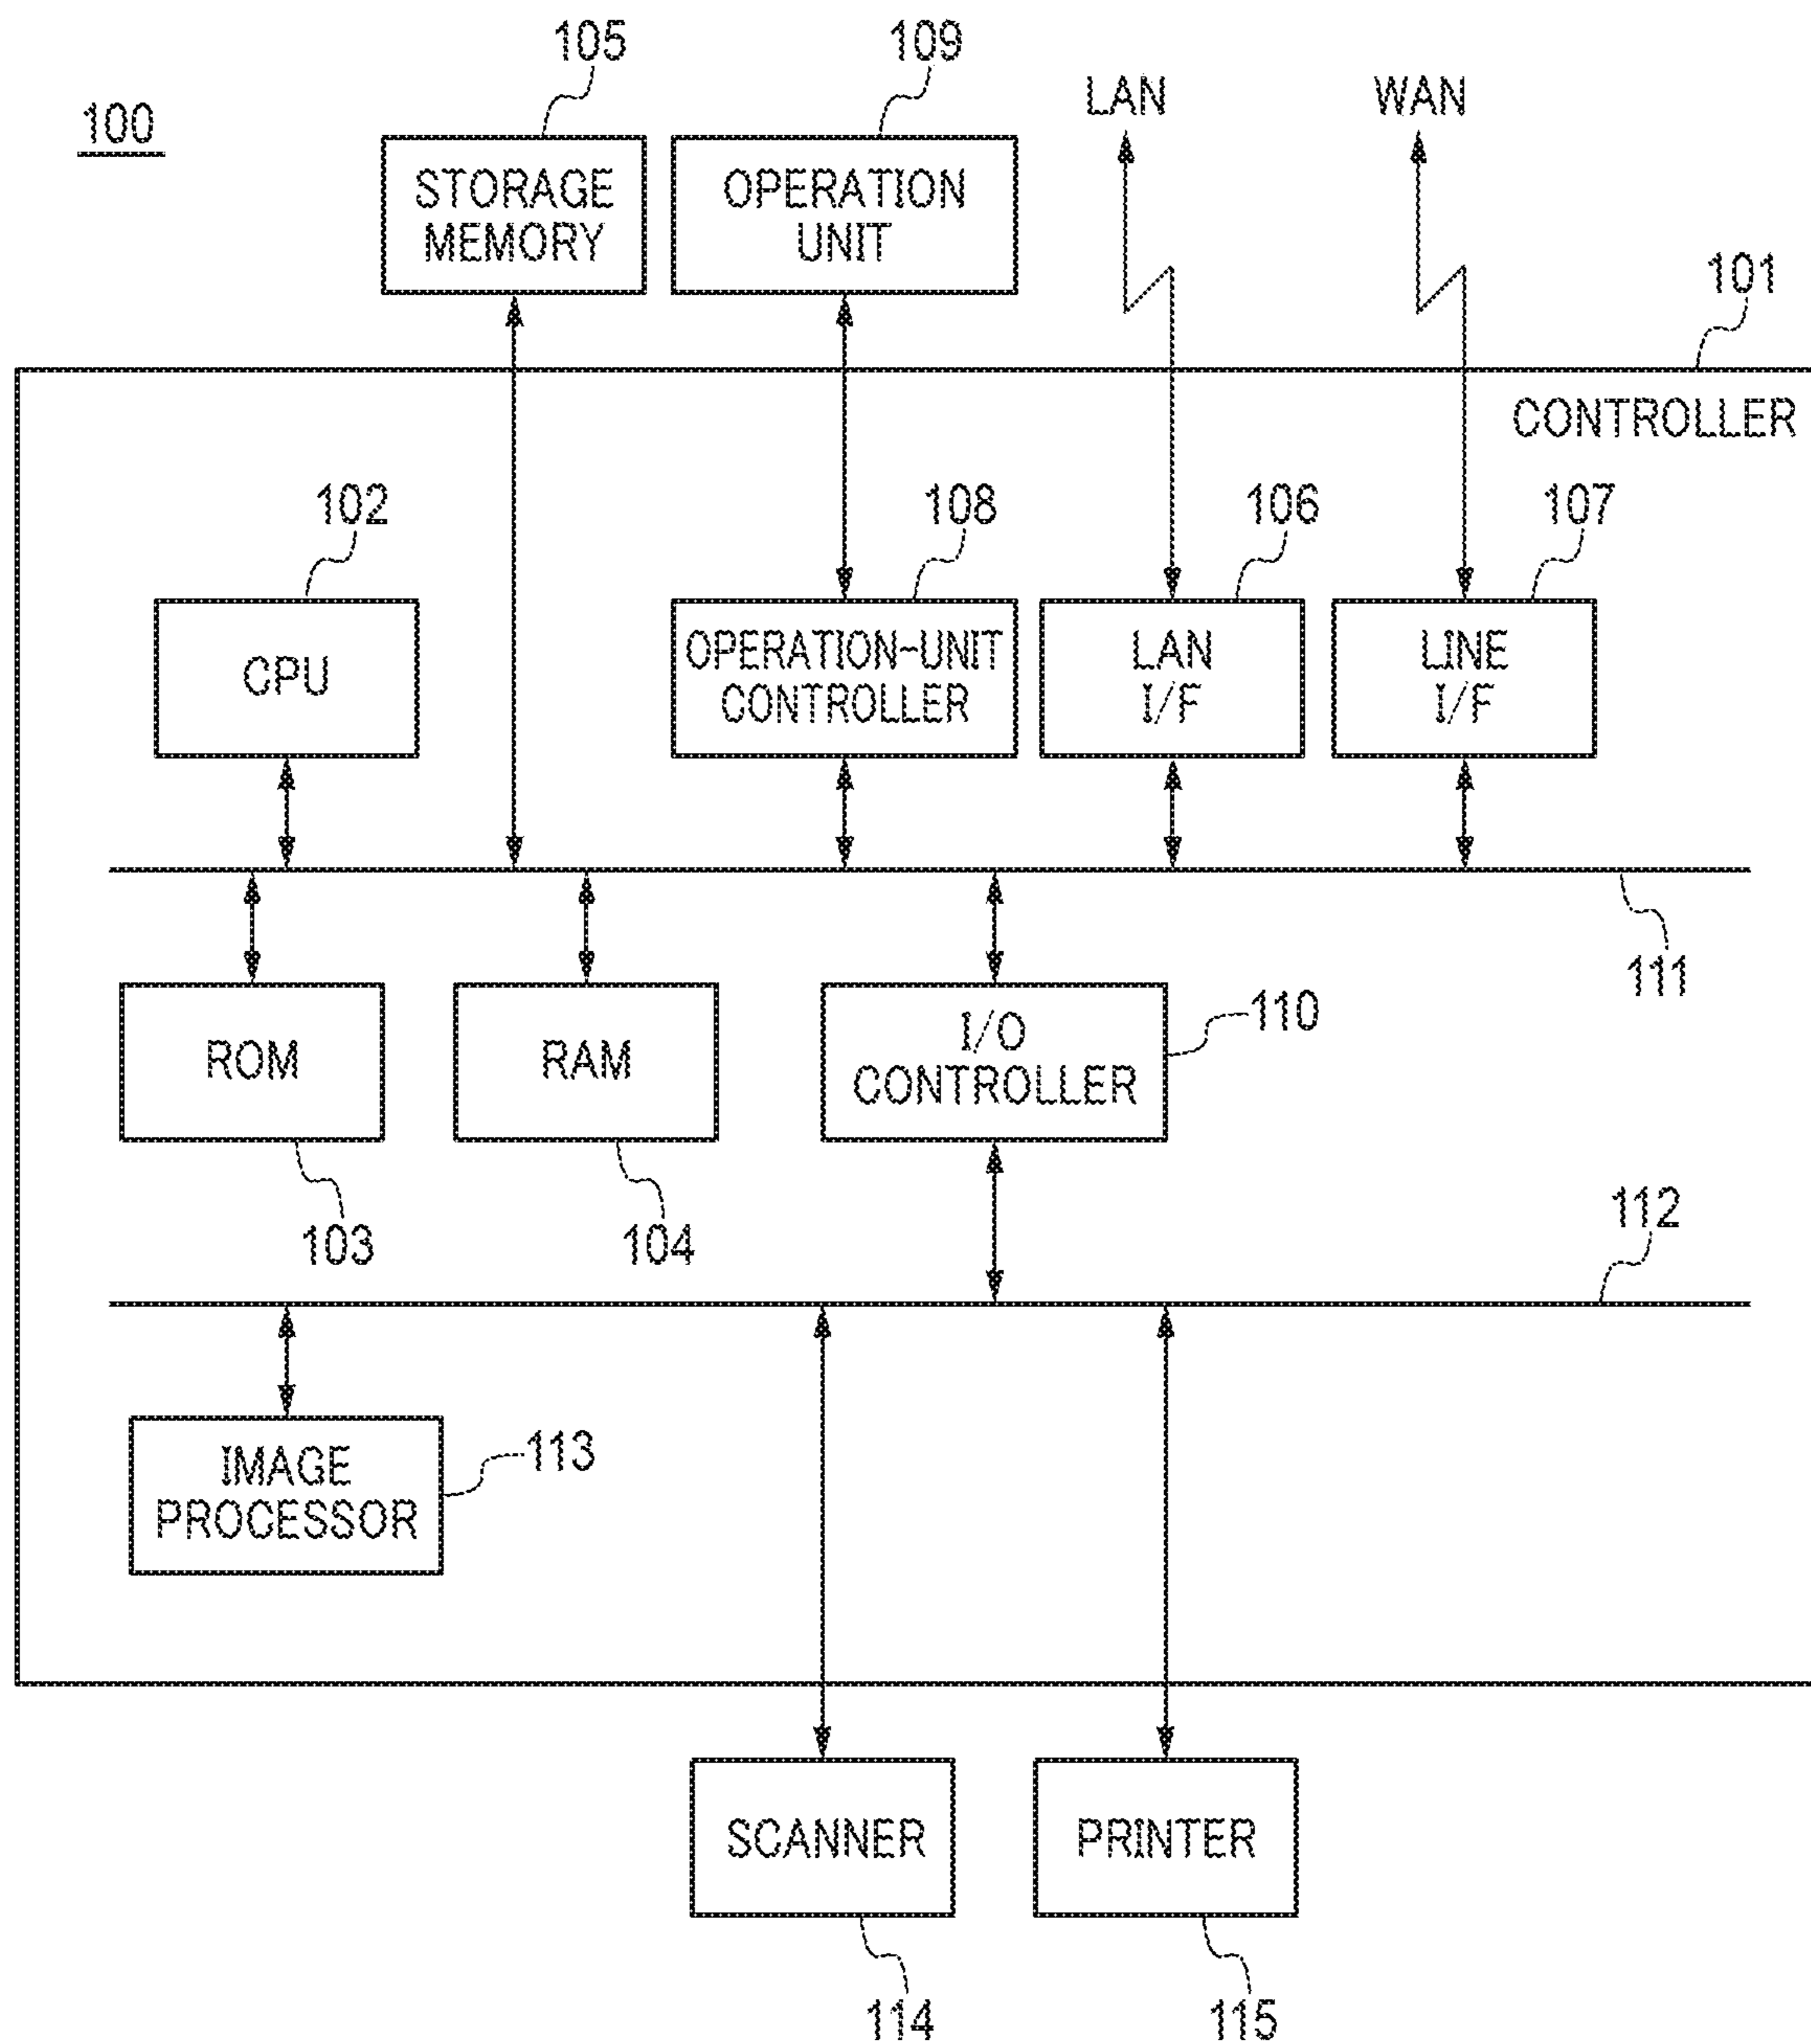 105
109
LAN
WAN
100
STORAGE
MEMORY
OPERATION
UNIT
101
CONTROLLER
102
108
106
107
CPU
OPERATION-UNIT
CONTROLLER
LAN
I/F
LINE
I/F
111
ROM
RAM
I/O
CONTROLLER
110
103
104
112
IMAGE
PROCESSOR
113
SCANNER
PRINTER
114
115